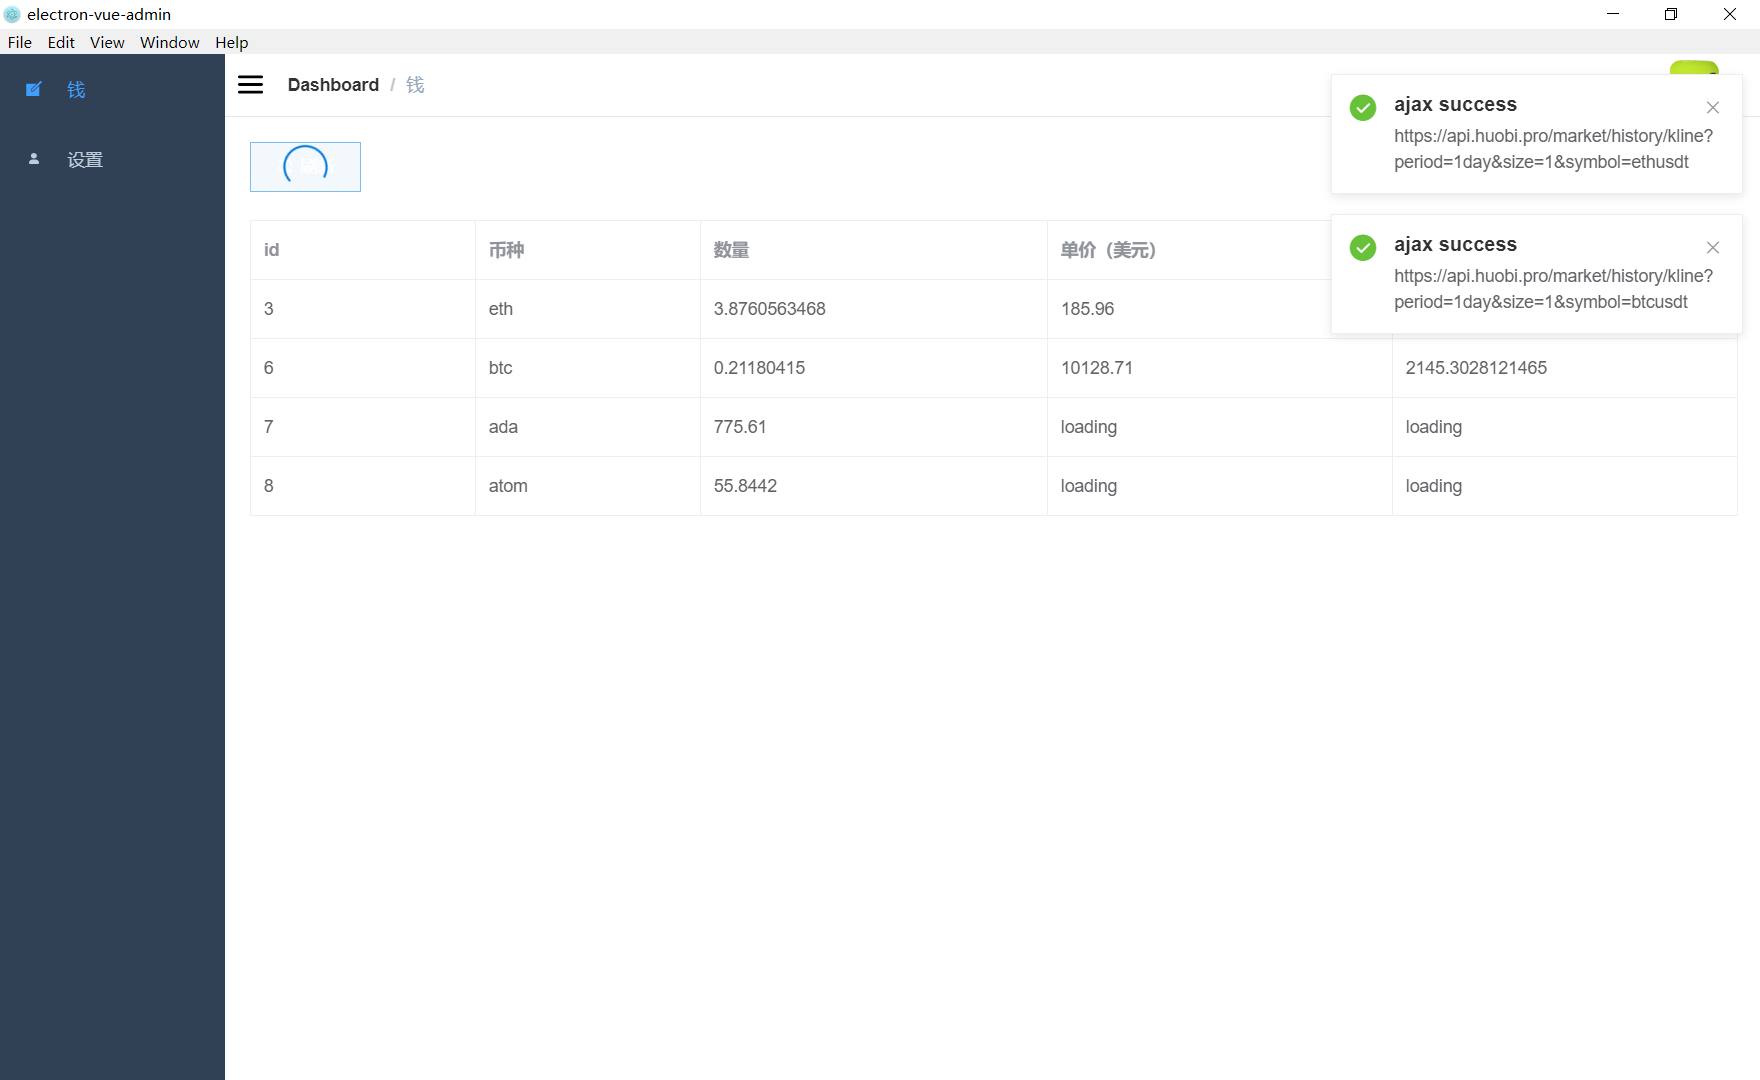 electron-vue-admin
File Edit View Window Help
钱
设置
Dashboard / 钱
ajax success
https://api.huobi.pro/market/history/kline?
period=1day&size=1&symbol=ethusdt
ajax success
https://api.huobi.pro/market/history/kline?
period=1day&size=1&symbol=btcusdt
id 币种 数量 单价（美元）
3 eth 3.8760563468 185.96
6 btc 0.21180415 10128.71 2145.3028121465
7 ada 775.61 loading loading
8 atom 55.8442 loading loading